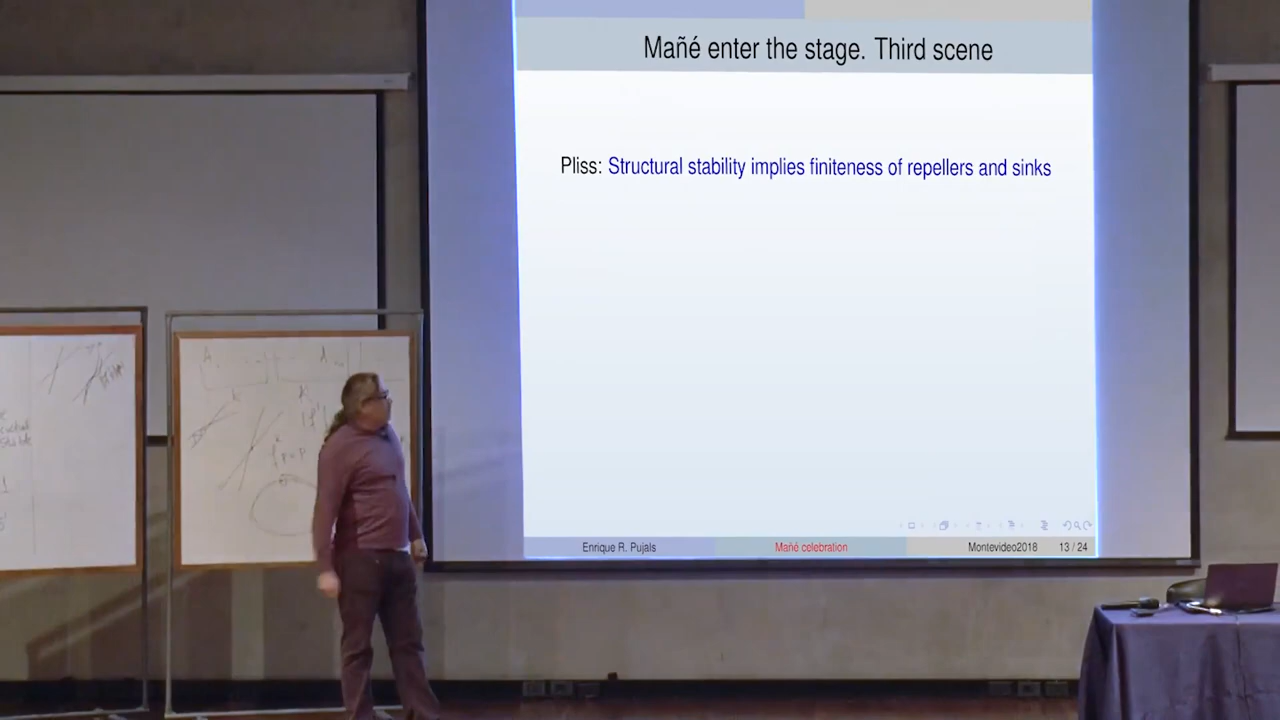 Mañé enter the stage. Third scene
Pliss: Structural stability implies finiteness of repellers and sinks
Enrique R. Pujals
Mañé celebration
Montevideo2018 13 / 24